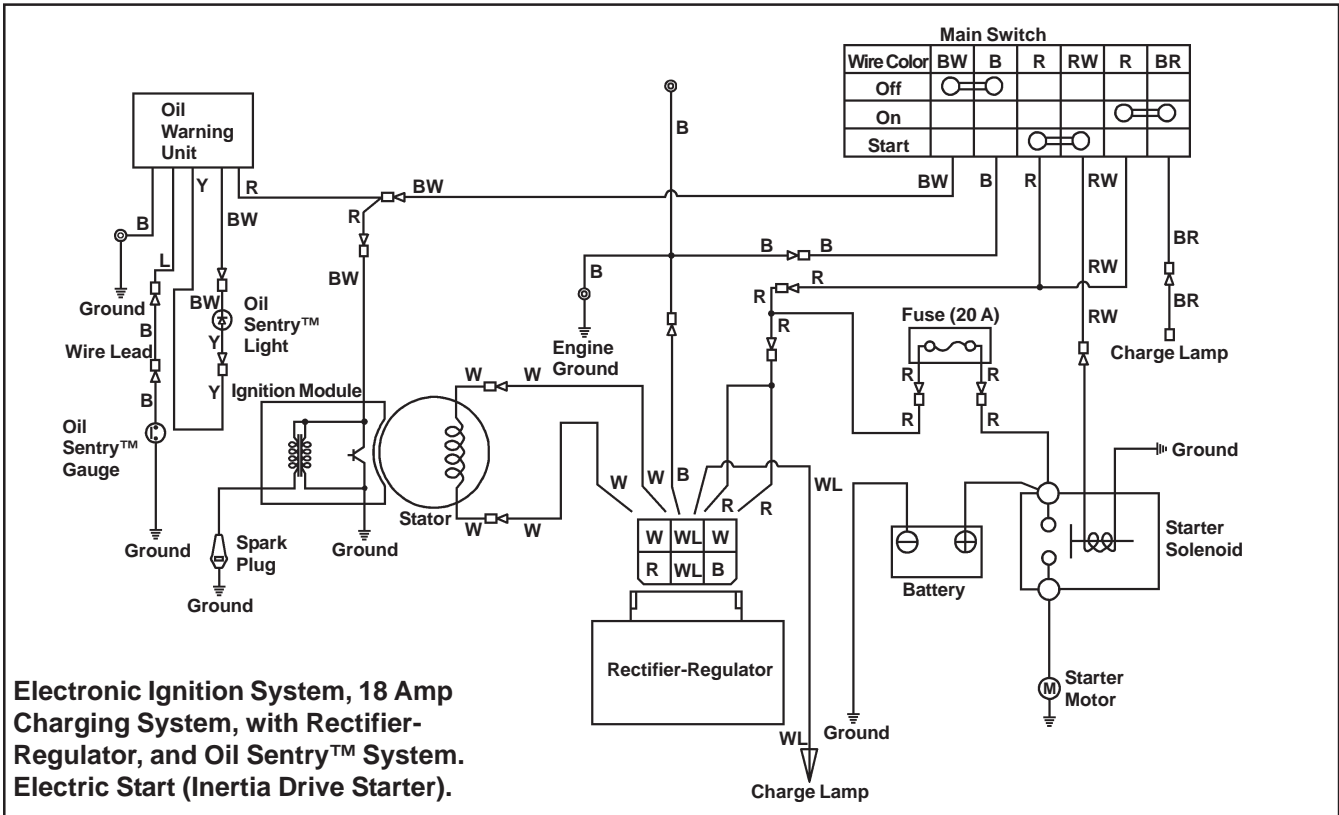 Main Switch
Wire Color BW B R RW R BR
Off
On
Start
Oil
Warning
Unit
B
Y R
BW
BW B R RW
R
BW
B
B
B B
BR
L
B
R
RW
R
R
BW
Ground
BW
Oil
Sentry™
Light
Fuse (20 A)
RW
BR
B
Y
Engine
Ground
Charge Lamp
Wire Lead
R R
W W
Ignition Module
Y
B
R R
Oil
Sentry™
Gauge
Ground
W
W
B
WL
R
R
Stator
W W
Ground
Spark
Plug
Ground
Ground
W WL W
R WL B
Starter
Solenoid
Battery
Rectifier-Regulator
Starter
Motor
M
Electronic Ignition System, 18 Amp
Charging System, with Rectifier-
Regulator, and Oil Sentry™ System.
Electric Start (Inertia Drive Starter).
WL
Ground
Charge Lamp